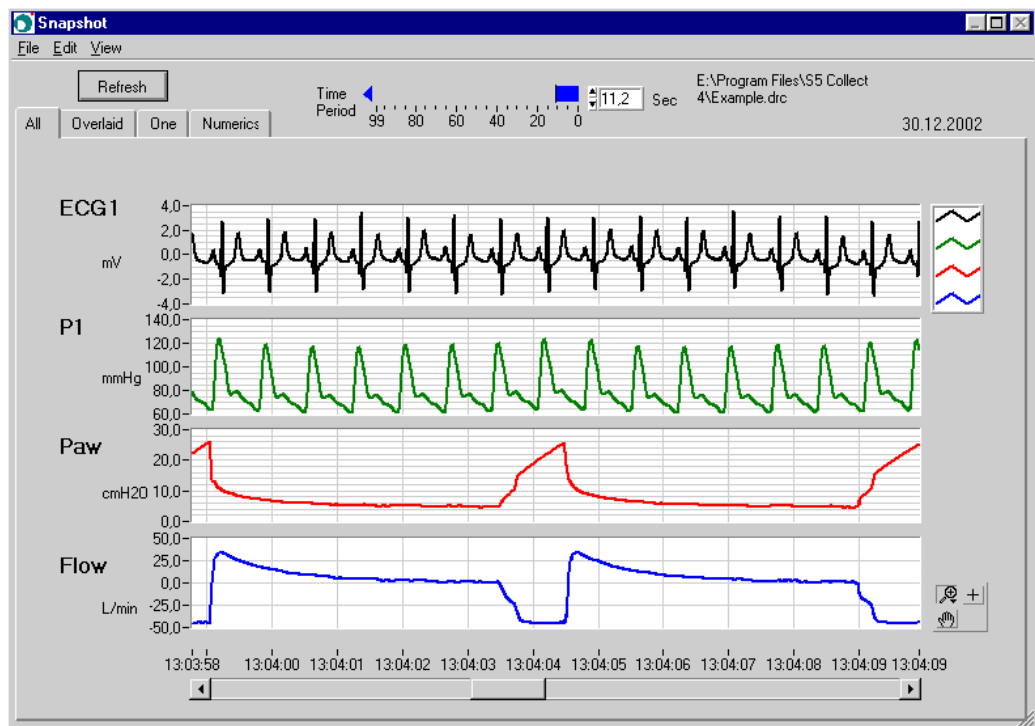 Snapshot
File Edit View
Refresh
Time Period
99 80 60 40 20 0
11,2 Sec
E:\Program Files\S5 Collect
4\Example.drc
All Overlaid One Numerics
30.12.2002
ECG1
mV
4,0
2,0
0,0
-2,0
-4,0
P1
mmHg
140,0
120,0
100,0
80,0
60,0
Paw
cmH20
30,0
20,0
10,0
0,0
Flow
L/min
50,0
25,0
0,0
-25,0
-50,0
13:03:58 13:04:00 13:04:01 13:04:02 13:04:03 13:04:04 13:04:05 13:04:06 13:04:07 13:04:08 13:04:09 13:04:09